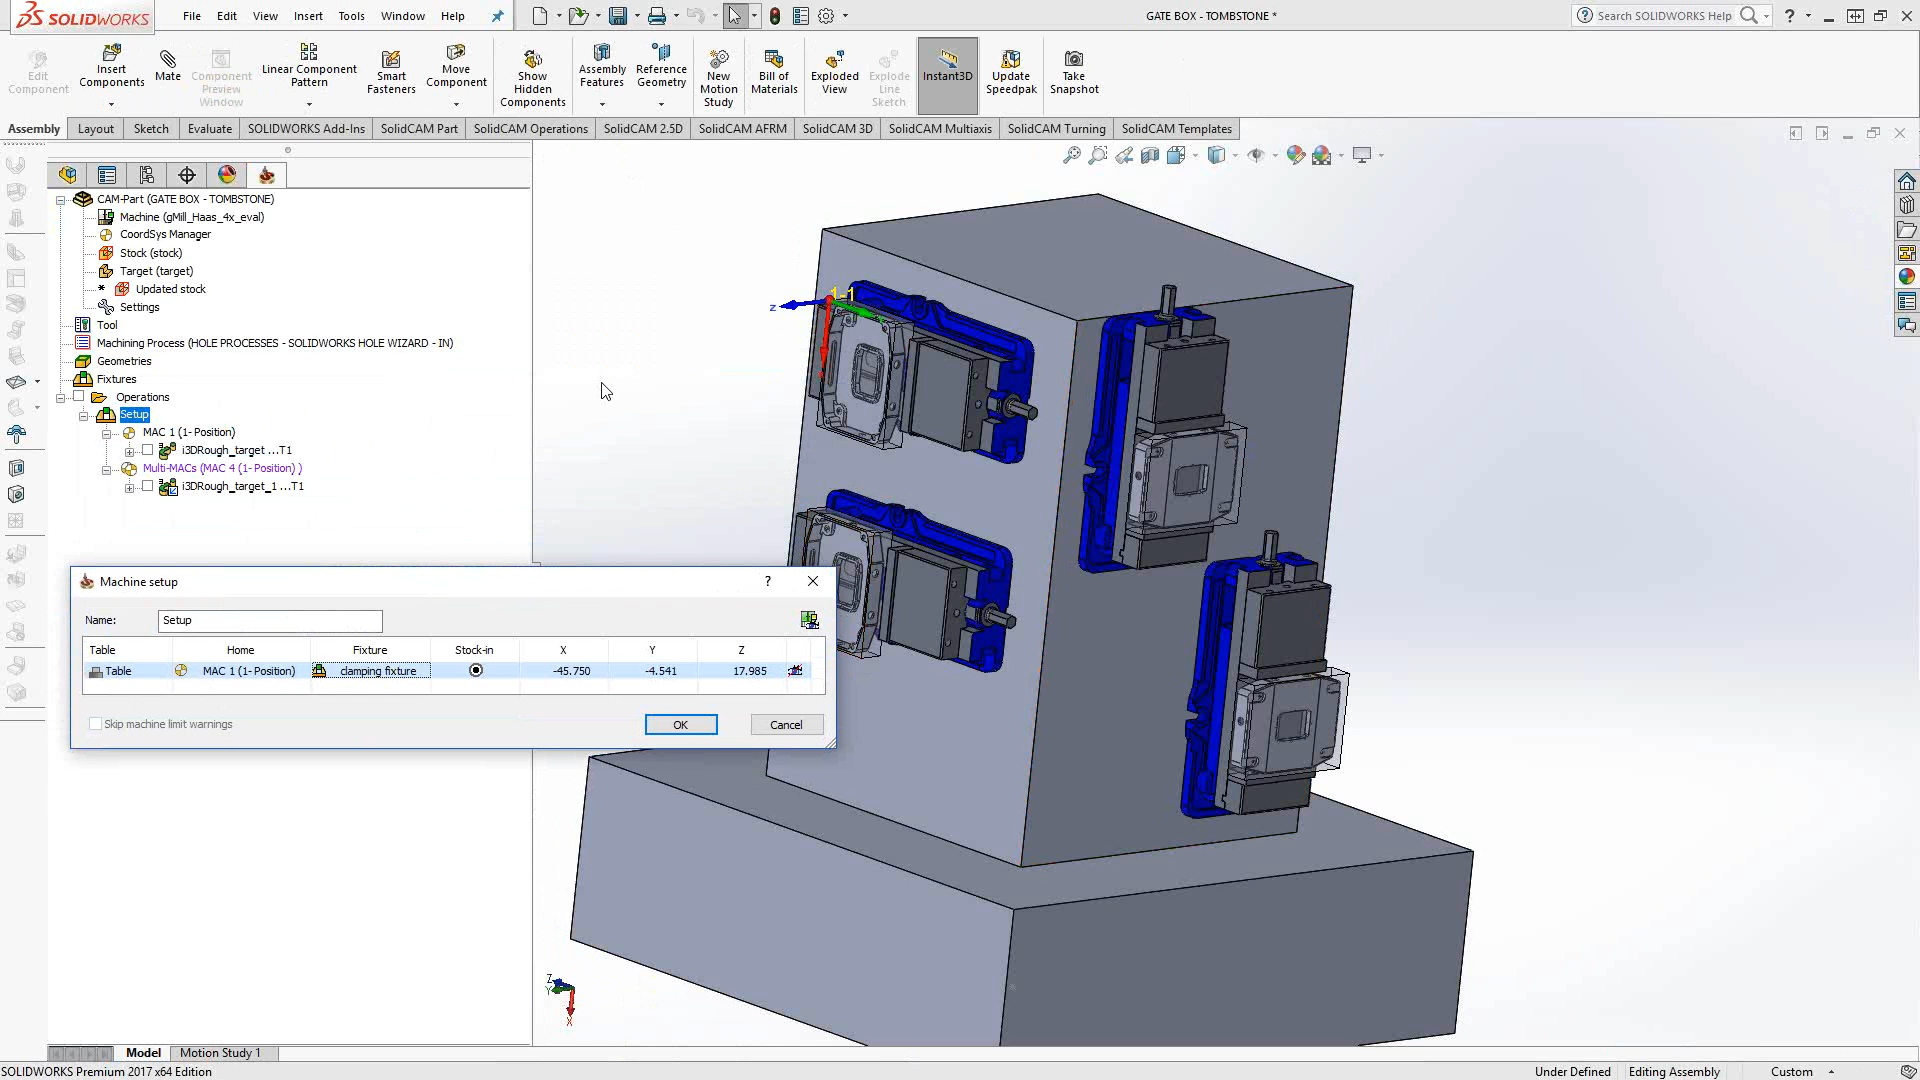 SOLIDWORKS File Edit View Insert Tools Window Help GATE BOX - TOMBSTONE * Search SOLIDWORKS Help ?
Edit Component
Insert Components
Mate
Component Preview Window
Linear Component Pattern
Smart Fasteners
Move Component
Show Hidden Components
Assembly Features
Reference Geometry
New Motion Study
Bill of Materials
Exploded View
Explode Line Sketch
Instant3D
Update Speedpak
Take Snapshot
Assembly Layout Sketch Evaluate SOLIDWORKS Add-Ins SolidCAM Part SolidCAM Operations SolidCAM 2.5D SolidCAM AFRM SolidCAM 3D SolidCAM Multiaxis SolidCAM Turning SolidCAM Templates
CAM-Part (GATE BOX - TOMBSTONE)
Machine (gMill_Haas_4x_eval)
CoordSys Manager
Stock (stock)
Target (target)
* Updated stock
Settings
Tool
Machining Process (HOLE PROCESSES - SOLIDWORKS HOLE WIZARD - IN)
Geometries
Fixtures
Operations
Setup
MAC 1 (1- Position)
i3DRough_target ...T1
Multi-MACs (MAC 4 (1- Position) )
i3DRough_target_1 ...T1
z 1-1
Machine setup ?
Name: Setup
Table Home Fixture Stock-in X Y Z
Table MAC 1 (1- Position) clamping fixture -45.750 -4.541 17.985
Skip machine limit warnings OK Cancel
Z
Y
X
Model Motion Study 1
SOLIDWORKS Premium 2017 x64 Edition Under Defined Editing Assembly Custom